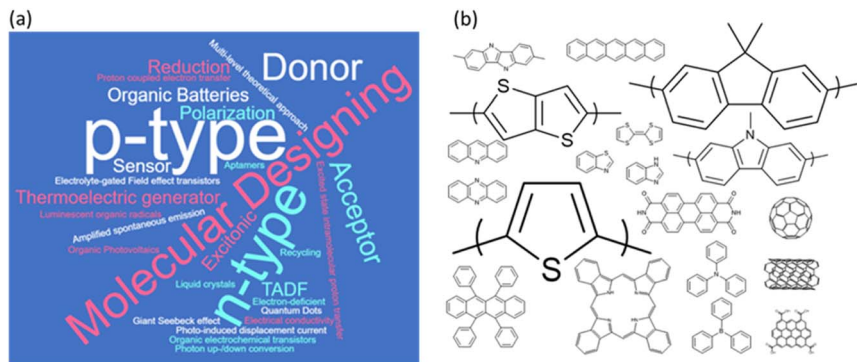 (a)
Reduction
Proton coupled electron transfer
Multi-level theoretical approach
Donor
Organic Batteries
Polarization
p-type
Sensor
Aptamers
Electrolyte-gated Field effect transistors
Molecular Designing
Thermoelectric generator
Luminescent organic radicals
Amplified spontaneous emission
Organic Photovoltaics
Excitonic
Excited state intramolecular proton transfer
Acceptor
n-type
Recycling
Liquid crystals
TADF
Electron-deficient
Quantum Dots
Giant Seebeck effect
Electrical conductivity
Photo-induced displacement current
Organic electrochemical transistors
Photon up-/down conversion
(b)
S
S
N
S
S
S
S
N
S
N
H
N
N
N
N
O
O
HN
NH
O
O
S
N
B